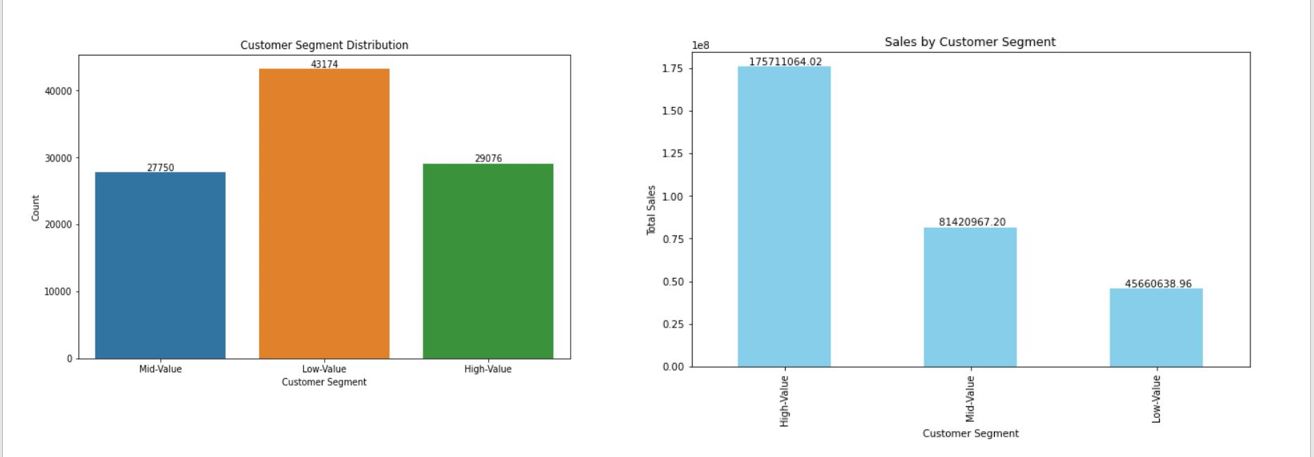 Customer Segment Distribution
43174
40000
30000
29076
27750
20000
10000
0
Count
Mid-Value
Low-Value
High-Value
Customer Segment
Sales by Customer Segment
1e8
175711064.02
1.75
1.50
1.25
1.00
81420967.20
0.75
0.50
45660638.96
0.25
0.00
Total Sales
High-Value
Mid-Value
Low-Value
Customer Segment